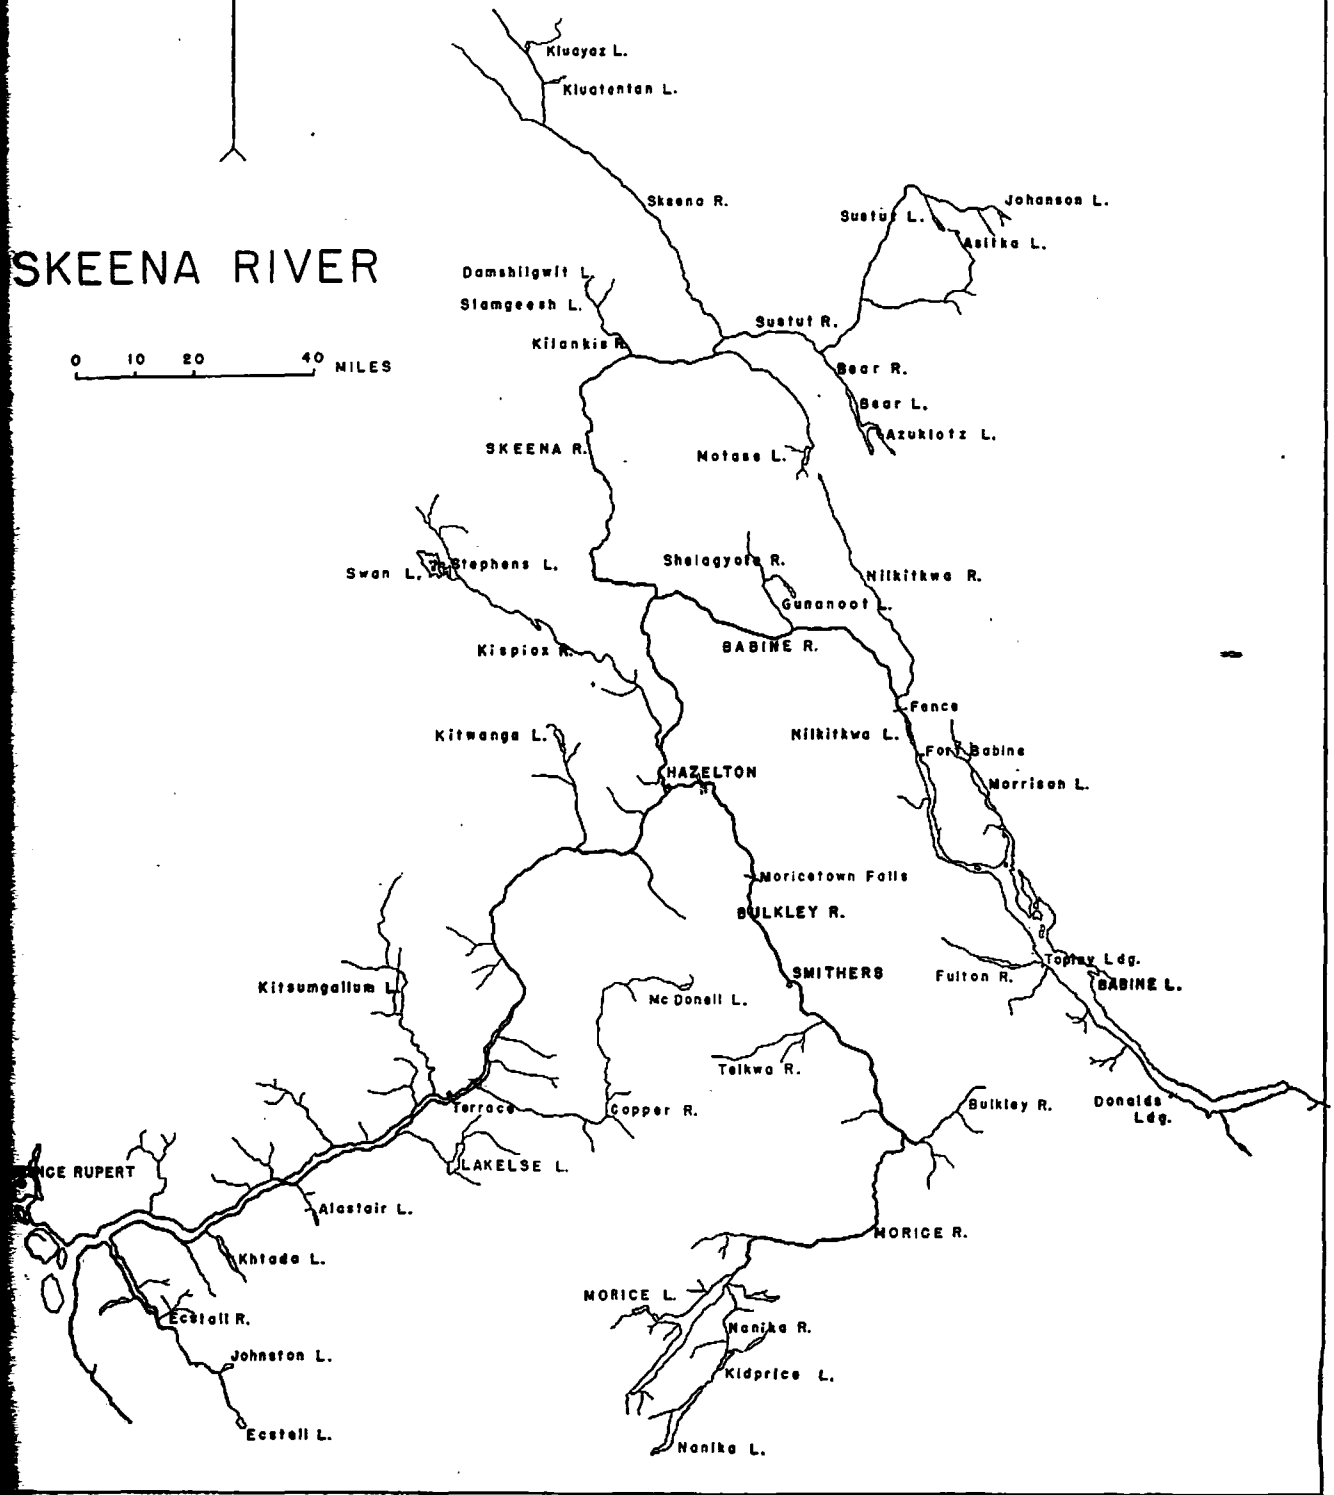 Kluayaz L.
Kluatentan L.
Skeena R.
Johanson L.
Sustut L.
Asitka L.
SKEENA RIVER
Damshilgwit L.
Slamgeesh L.
Sustut R.
Kilankis R.
0 10 20 40 MILES
Bear R.
Bear L.
Azuklotz L.
SKEENA R.
Motase L.
Shelagyote R.
Stephens L.
Swan L.
Nilkitkwa R.
Gunanoot L.
Kispiox R.
BABINE R.
Fence
Kitwanga L.
Nilkitkwa L.
Fort Babine
HAZELTON
Morrison L.
Moricetown Falls
BULKLEY R.
Topley Ldg.
SMITHERS
Fulton R.
BABINE L.
Kitsumgallum L.
Mc Donell L.
Telkwa R.
Terrace
Copper R.
Bulkley R.
Donalds
Ldg.
LAKELSE L.
NCE RUPERT
Alastair L.
MORICE R.
Khtada L.
MORICE L.
Ecstall R.
Nanika R.
Johnston L.
Kidprice L.
Ecstall L.
Nanika L.